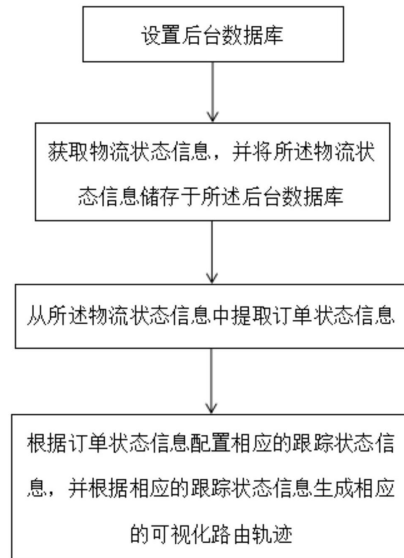 设置后台数据库
获取物流状态信息，并将所述物流状
态信息储存于所述后台数据库
从所述物流状态信息中提取订单状态信息
根据订单状态信息配置相应的跟踪状态信
息，并根据相应的跟踪状态信息生成相应
的可视化路由轨迹